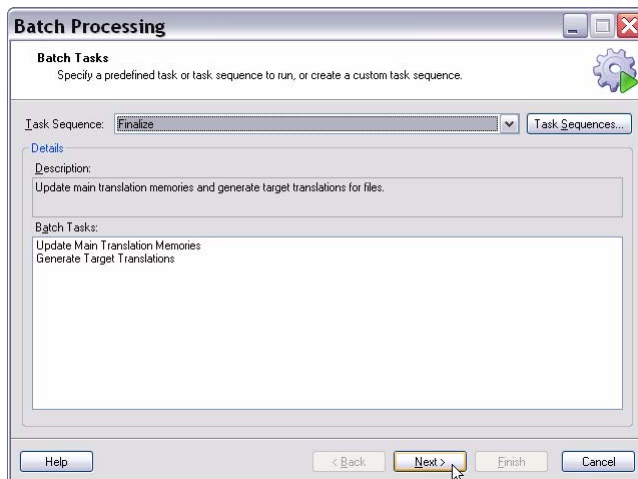 Batch Processing
Batch Tasks
Specify a predefined task or task sequence to run, or create a custom task sequence.
Task Sequence: Finalize Task Sequences...
Details
Description:
Update main translation memories and generate target translations for files.
Batch Tasks:
Update Main Translation Memories
Generate Target Translations
Help < Back Next > Finish Cancel